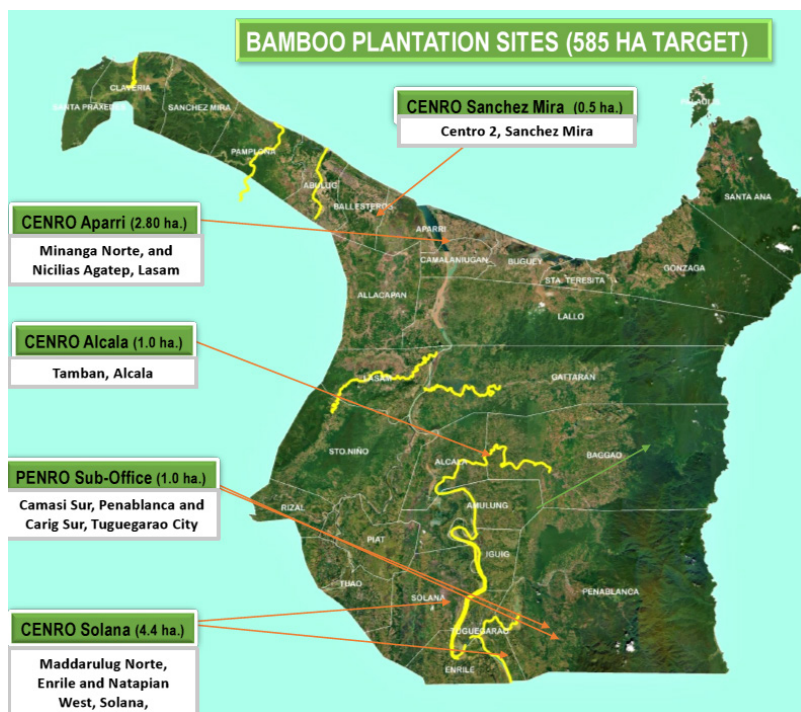 BAMBOO PLANTATION SITES (585 HA TARGET)
CLAVERIA
SANTA PRAXEDES
SANCHEZ MIRA
CENRO Sanchez Mira (0.5 ha.)
Centro 2, Sanchez Mira
PAMPLONA
ABULUG
BALLESTEROS
SANTA ANA
CENRO Aparri (2.80 ha.)
Minanga Norte, and
Nicilias Agatep, Lasam
APARRI
CAMALANIUGAN
BUGUEY
STA. TERESITA
GONZAGA
ALLACAPAN
LALLO
CENRO Alcala (1.0 ha.)
Tamban, Alcala
LASAM
GATTARAN
STO.NIÑO
ALCALA
BAGGAO
PENRO Sub-Office (1.0 ha.)
Camasi Sur, Penablanca and
Carig Sur, Tuguegarao City
RIZAL
AMULUNG
PIAT
IGUIG
TUAO
SOLANA
PENABLANCA
CENRO Solana (4.4 ha.)
Maddarulug Norte,
Enrile and Natapian
West, Solana,
TUGUEGARAO
ENRILE